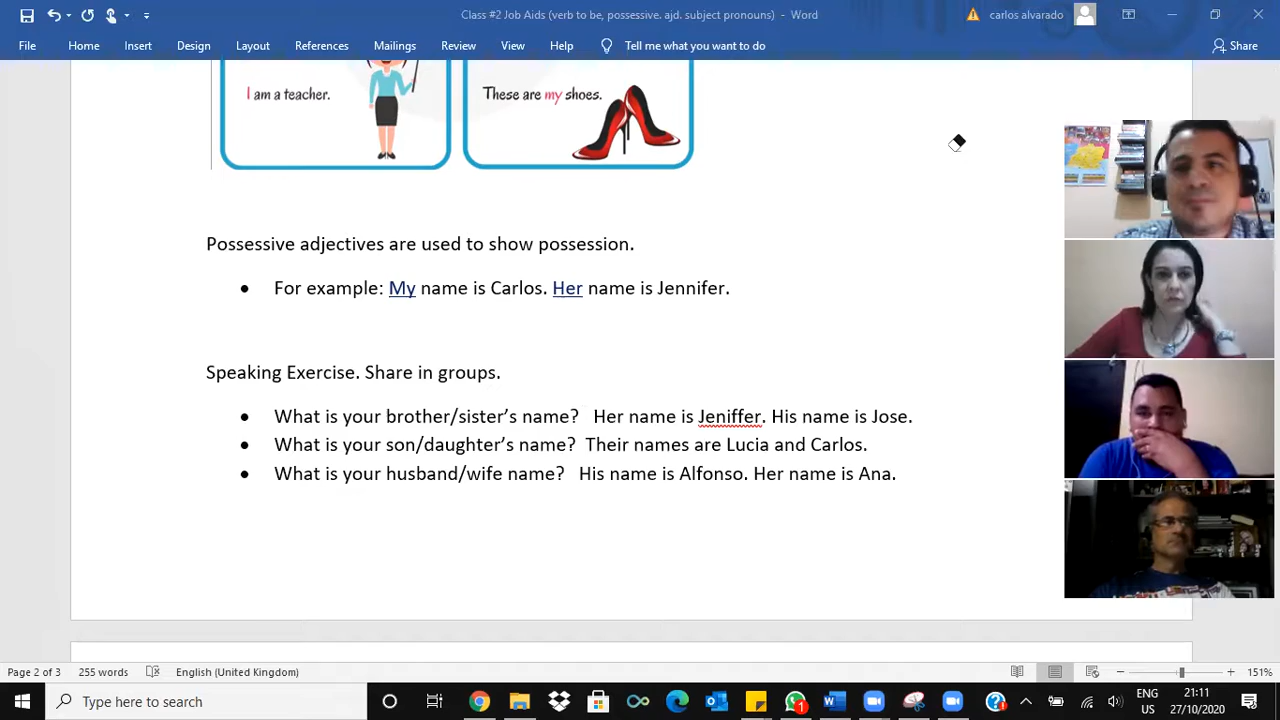 Class #2 Job Aids (verb to be, possessive. ajd. subject pronouns) - Word
carlos alvarado
File Home Insert Design Layout References Mailings Review View Help Tell me what you want to do Share
I am a teacher.
These are my shoes.
Possessive adjectives are used to show possession.
• For example: My name is Carlos. Her name is Jennifer.
Speaking Exercise. Share in groups.
• What is your brother/sister's name? Her name is Jeniffer. His name is Jose.
• What is your son/daughter's name? Their names are Lucia and Carlos.
• What is your husband/wife name? His name is Alfonso. Her name is Ana.
Page 2 of 3 255 words English (United Kingdom) 151%
Type here to search
1
ENG
US
21:11
27/10/2020